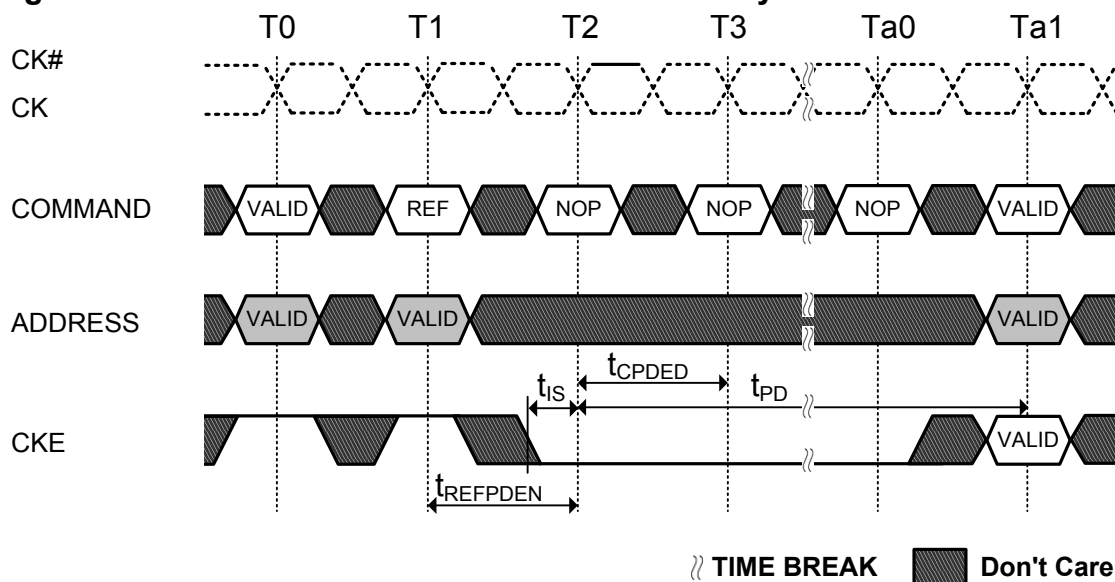 T0 T1 T2 T3 Ta0 Ta1
CK#
CK
COMMAND VALID REF NOP NOP NOP VALID
ADDRESS VALID VALID VALID
tIS tCPDED tPD
CKE VALID
tREFPDEN
TIME BREAK Don't Care